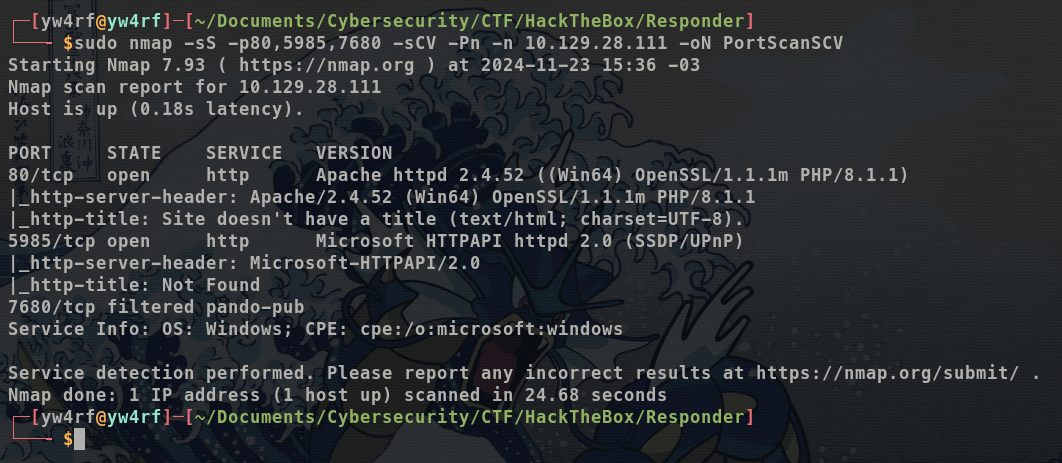 ┌─[yw4rf@yw4rf]─[~/Documents/Cybersecurity/CTF/HackTheBox/Responder]
└──╼ $sudo nmap -sS -p80,5985,7680 -sCV -Pn -n 10.129.28.111 -oN PortScanSCV
Starting Nmap 7.93 ( https://nmap.org ) at 2024-11-23 15:36 -03
Nmap scan report for 10.129.28.111
Host is up (0.18s latency).

PORT     STATE    SERVICE   VERSION
80/tcp   open     http      Apache httpd 2.4.52 ((Win64) OpenSSL/1.1.1m PHP/8.1.1)
|_http-server-header: Apache/2.4.52 (Win64) OpenSSL/1.1.1m PHP/8.1.1
|_http-title: Site doesn't have a title (text/html; charset=UTF-8).
5985/tcp open     http      Microsoft HTTPAPI httpd 2.0 (SSDP/UPnP)
|_http-server-header: Microsoft-HTTPAPI/2.0
|_http-title: Not Found
7680/tcp filtered pando-pub
Service Info: OS: Windows; CPE: cpe:/o:microsoft:windows

Service detection performed. Please report any incorrect results at https://nmap.org/submit/ .
Nmap done: 1 IP address (1 host up) scanned in 24.68 seconds
┌─[yw4rf@yw4rf]─[~/Documents/Cybersecurity/CTF/HackTheBox/Responder]
└──╼ $